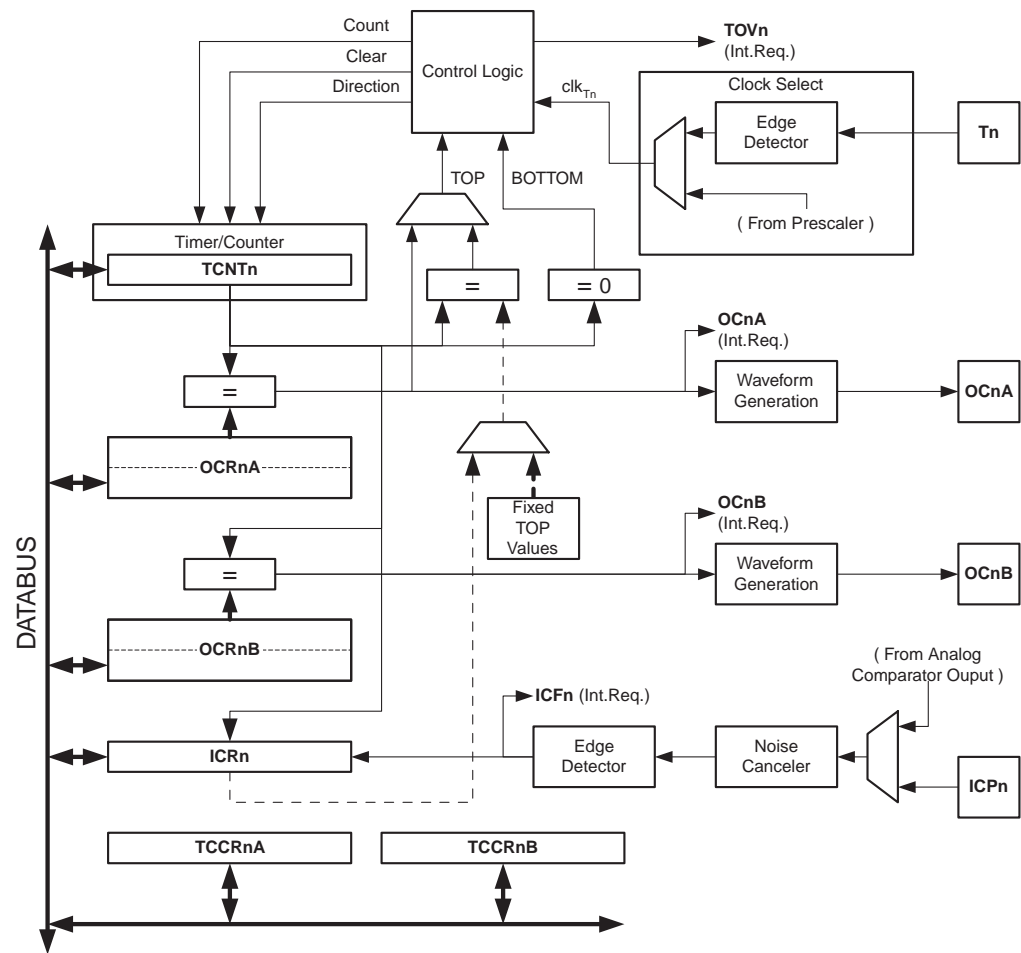 Count
Clear
Direction
Control Logic
TOVn
(Int.Req.)
clkTn
Clock Select
Edge
Detector
Tn
( From Prescaler )
TOP
BOTTOM
Timer/Counter
TCNTn
=
= 0
OCnA
(Int.Req.)
=
Waveform
Generation
OCnA
OCRnA
Fixed
TOP
Values
OCnB
(Int.Req.)
=
Waveform
Generation
OCnB
OCRnB
DATABUS
( From Analog
Comparator Ouput )
ICFn (Int.Req.)
ICRn
Edge
Detector
Noise
Canceler
ICPn
TCCRnA
TCCRnB